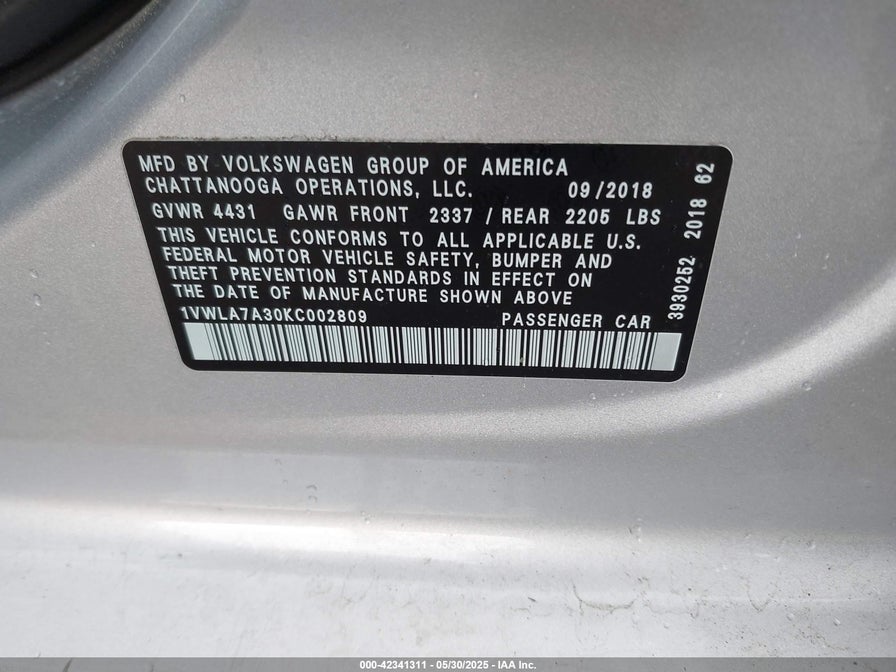 MFD BY VOLKSWAGEN GROUP OF AMERICA
CHATTANOOGA OPERATIONS, LLC. 09/2018
GVWR 4431 GAWR FRONT 2337 / REAR 2205 LBS
THIS VEHICLE CONFORMS TO ALL APPLICABLE U.S.
FEDERAL MOTOR VEHICLE SAFETY, BUMPER AND
THEFT PREVENTION STANDARDS IN EFFECT ON
THE DATE OF MANUFACTURE SHOWN ABOVE
1VWLA7A30KC002809 PASSENGER CAR
3930252 2018 62
000-42341311 - 05/30/2025 - IAA Inc.